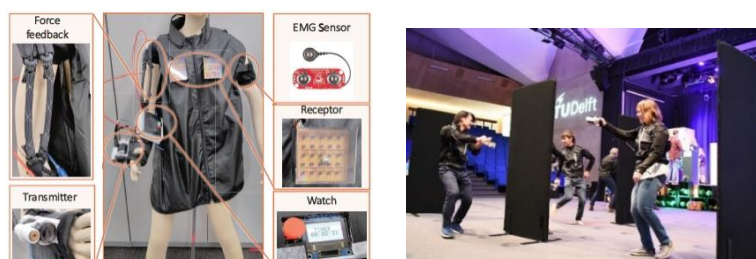 Force
feedback
EMG Sensor
Receptor
Transmitter
Watch
TUDelft